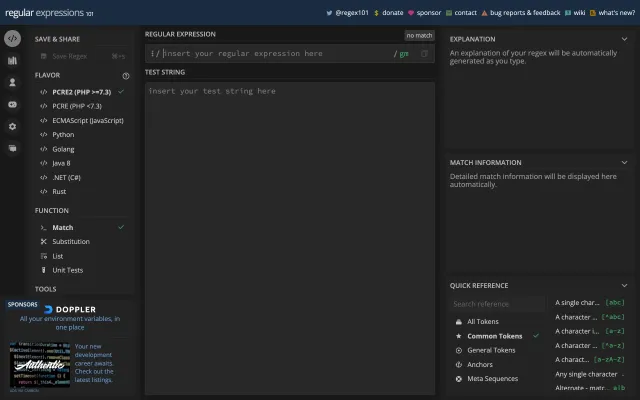 regular expressions 101
@regex101 $ donate sponsor contact bug reports & feedback wiki what's new?
SAVE & SHARE
Save Regex ⌘+s
FLAVOR
</> PCRE2 (PHP >=7.3)
</> PCRE (PHP <7.3)
</> ECMAScript (JavaScript)
</> Python
</> Golang
</> Java 8
</> .NET (C#)
</> Rust
FUNCTION
>_ Match
Substitution
List
Unit Tests
TOOLS
SPONSORS
DOPPLER
All your environment variables, in
one place
Authentic
Your new
development
career awaits.
Check out the
latest listings.
REGULAR EXPRESSION
no match
/ insert your regular expression here / gm
TEST STRING
insert your test string here
EXPLANATION
An explanation of your regex will be automatically
generated as you type.
MATCH INFORMATION
Detailed match information will be displayed here
automatically.
QUICK REFERENCE
Search reference
All Tokens
Common Tokens
General Tokens
Anchors
Meta Sequences
A single char... [abc]
A character ... [^abc]
A character i... [a-z]
A character ... [^a-z]
A charact... [a-zA-Z]
Any single character .
Alternate - matc... a|b